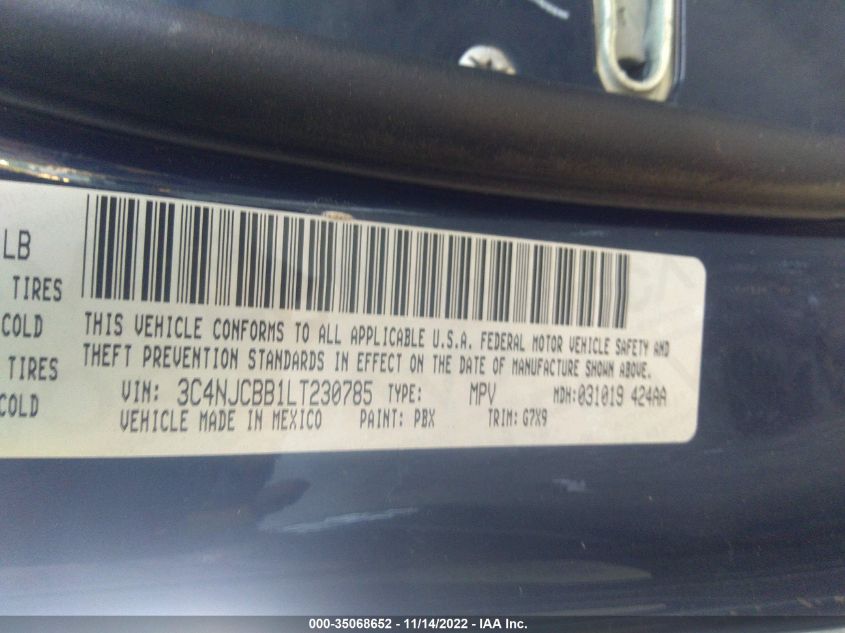 LB
TIRES
COLD
TIRES
COLD
THIS VEHICLE CONFORMS TO ALL APPLICABLE U.S.A. FEDERAL MOTOR VEHICLE SAFETY AND
THEFT PREVENTION STANDARDS IN EFFECT ON THE DATE OF MANUFACTURE SHOWN ABOVE.
VIN: 3C4NJCBB1LT230785 TYPE: MPV MDH:031019 424AA
VEHICLE MADE IN MEXICO PAINT: PBX TRIM: G7X9
000-35068652 - 11/14/2022 - IAA Inc.